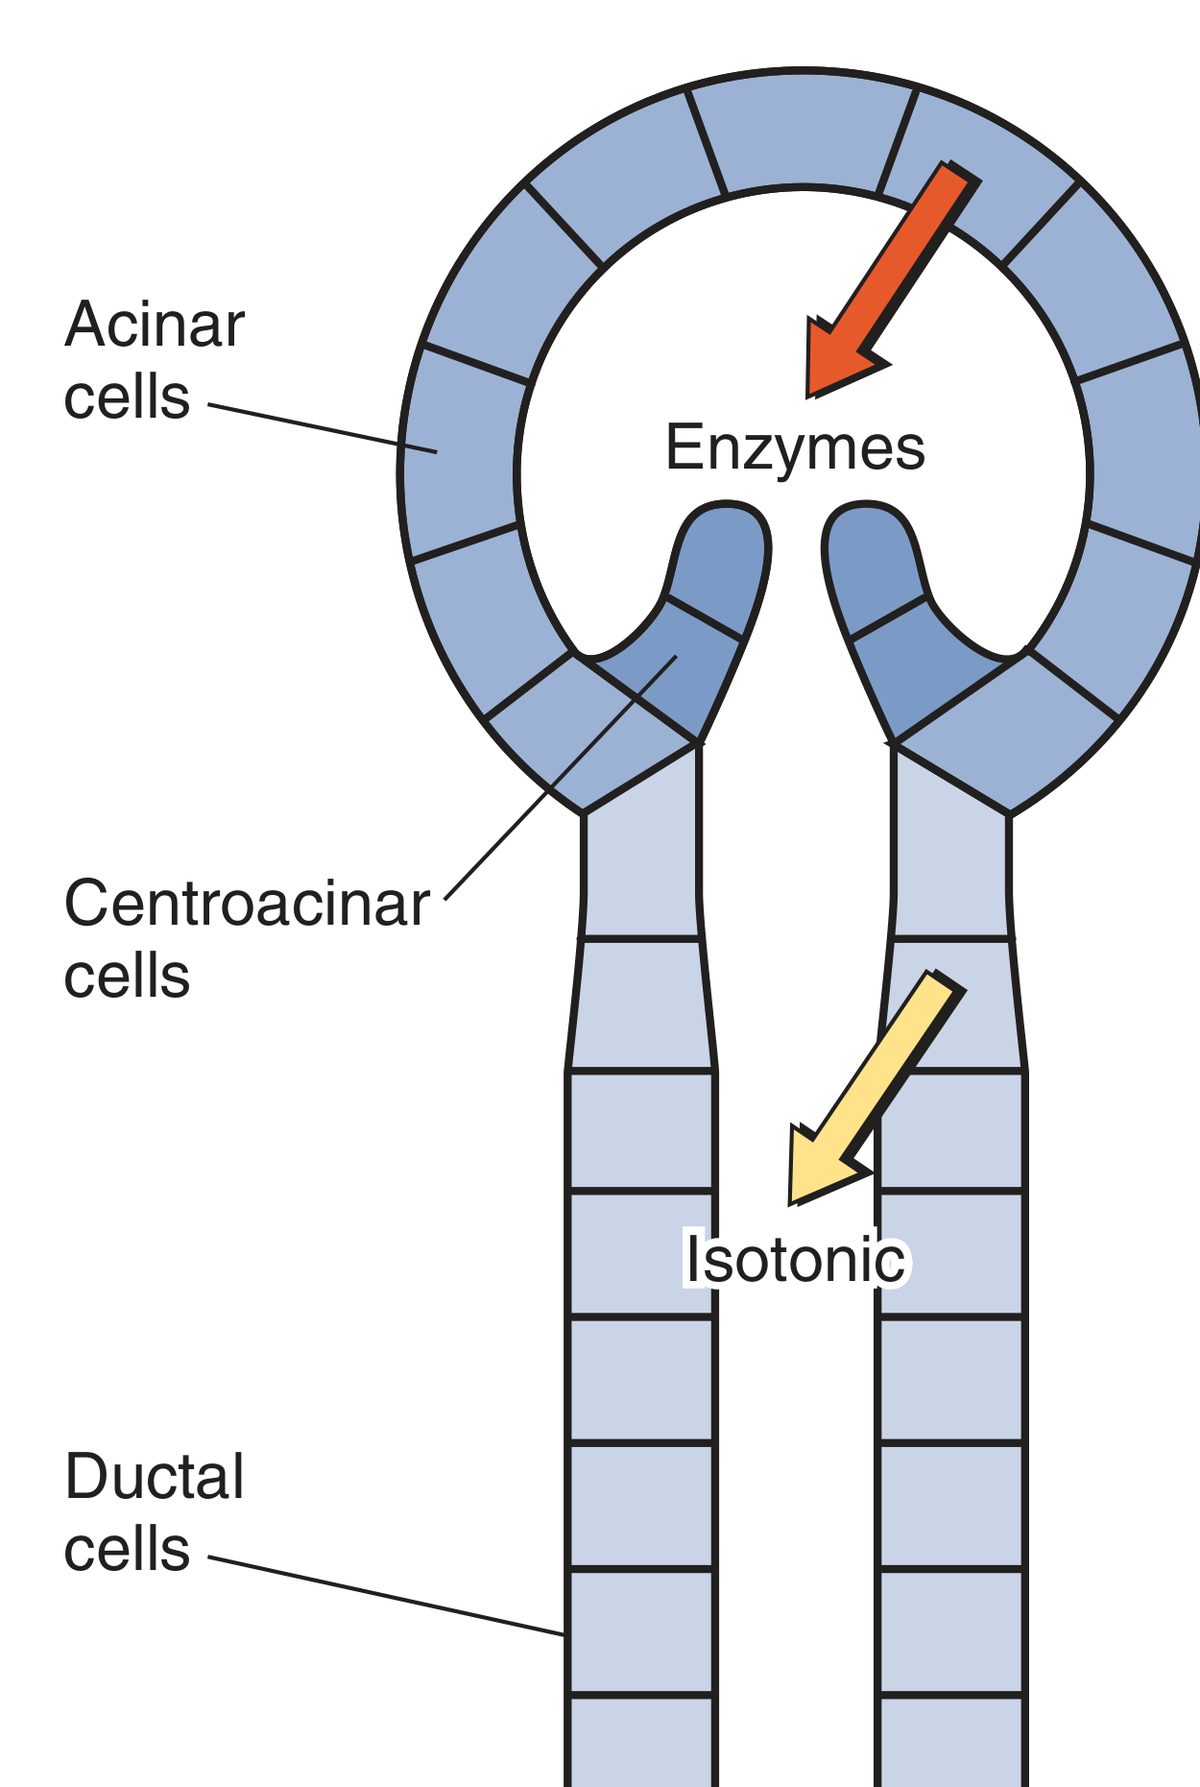 Acinar
cells
Enzymes
Centroacinar
cells
Isotonic
Ductal
cells